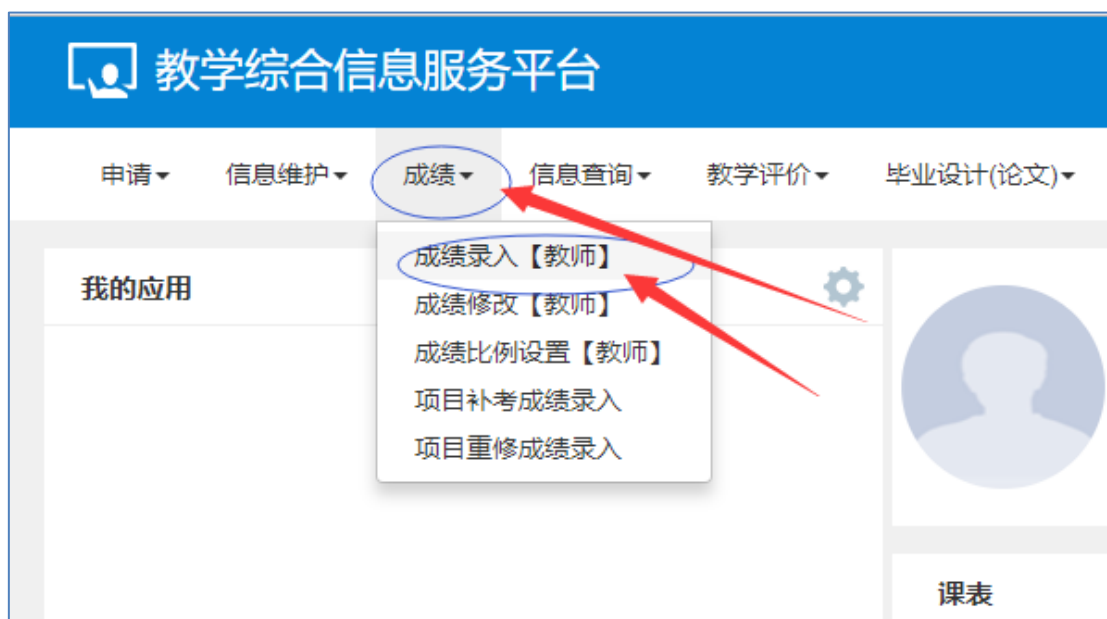 教学综合信息服务平台
申请 信息维护 成绩 信息查询 教学评价 毕业设计(论文)
成绩录入【教师】
我的应用
成绩修改【教师】
成绩比例设置【教师】
项目补考成绩录入
项目重修成绩录入
课表